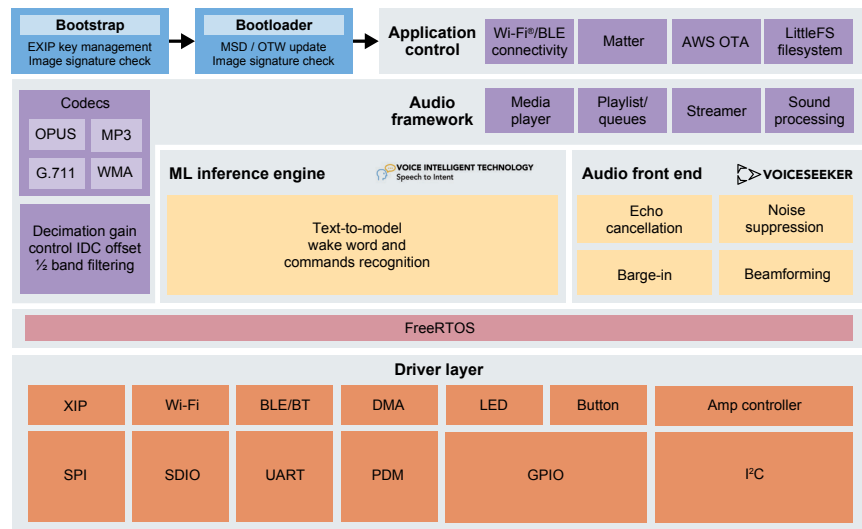 Bootstrap
EXIP key management
Image signature check
Bootloader
MSD / OTW update
Image signature check
Application
control
Wi-Fi®/BLE
connectivity
Matter
AWS OTA
LittleFS
filesystem
Codecs
OPUS
MP3
G.711
WMA
Audio
framework
Media
player
Playlist/
queues
Streamer
Sound
processing
Decimation gain
control IDC offset
½ band filtering
ML inference engine
VOICE INTELLIGENT TECHNOLOGY
Speech to Intent
Text-to-model
wake word and
commands recognition
Audio front end
VOICESEEKER
Echo
cancellation
Noise
suppression
Barge-in
Beamforming
FreeRTOS
Driver layer
XIP
Wi-Fi
BLE/BT
DMA
LED
Button
Amp controller
SPI
SDIO
UART
PDM
GPIO
I²C